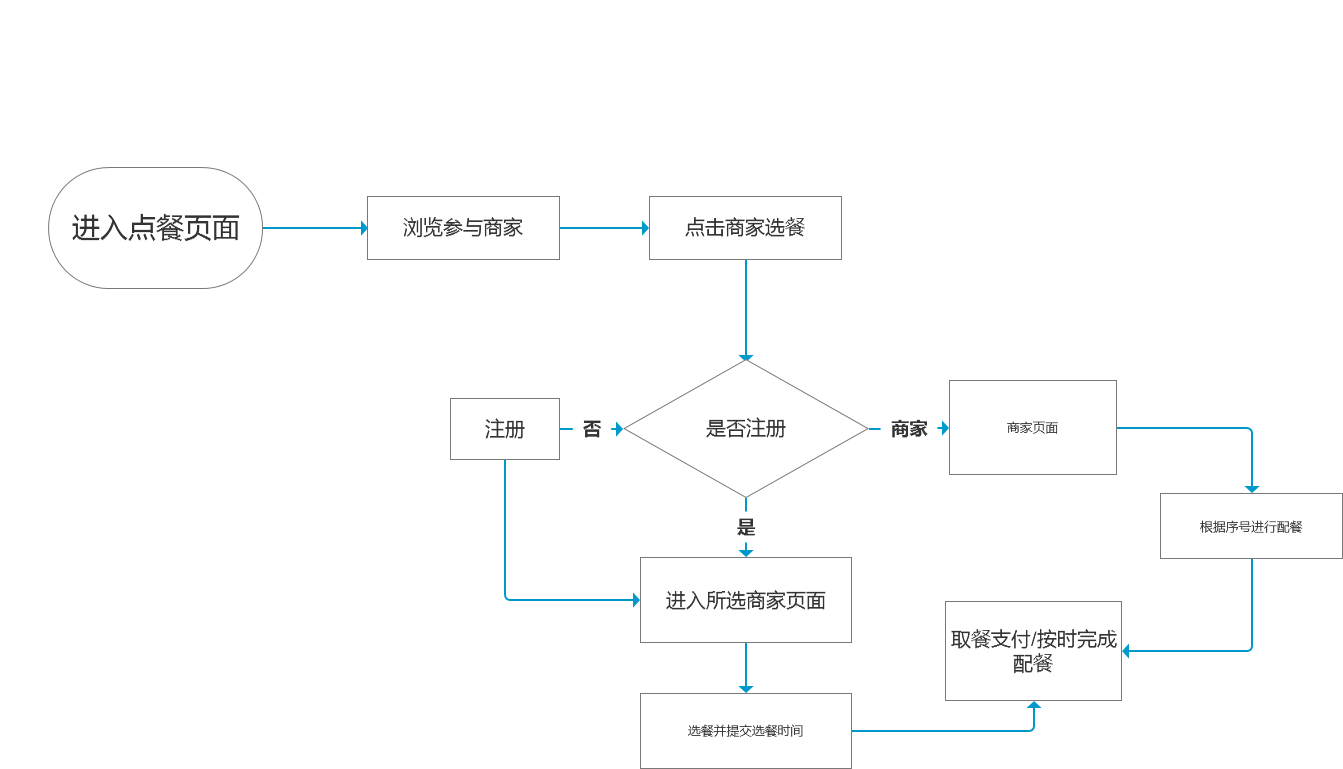 进入点餐页面
浏览参与商家
点击商家选餐
注册
否
是否注册
商家
商家页面
是
根据序号进行配餐
进入所选商家页面
取餐支付/按时完成
配餐
选餐并提交选餐时间